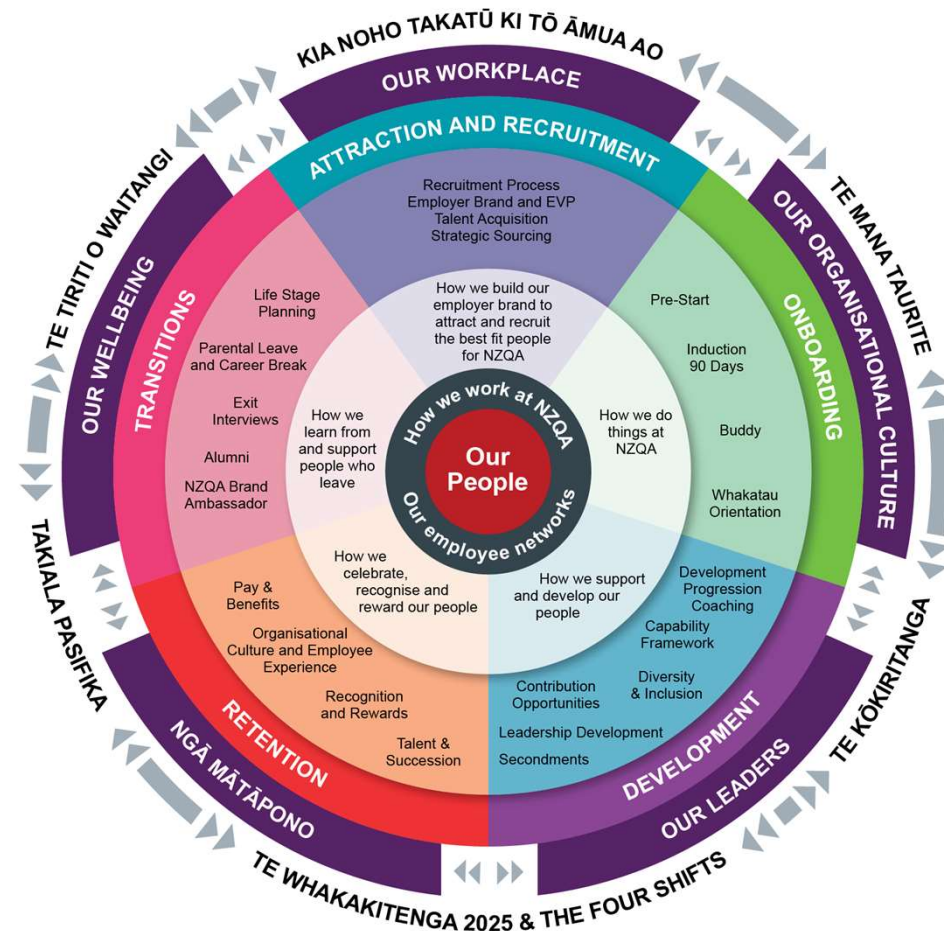 KIA NOHO TAKATŪ KI TŌ ĀMUA AO
TE MANA TAURITE
TE KŌKIRITANGA
TE WHAKAKITENGA 2025 & THE FOUR SHIFTS
TAKIALA PASIFIKA
TE TIRITI O WAITANGI
OUR WORKPLACE
OUR ORGANISATIONAL CULTURE
OUR LEADERS
NGĀ MĀTĀPONO
OUR WELLBEING
ATTRACTION AND RECRUITMENT
Recruitment Process
Employer Brand and EVP
Talent Acquisition
Strategic Sourcing
How we build our
employer brand to
attract and recruit
the best fit people
for NZQA
ONBOARDING
Pre-Start
Induction
90 Days
Buddy
Whakatau
Orientation
How we do
things at
NZQA
DEVELOPMENT
Development
Progression
Coaching
Capability
Framework
Diversity
& Inclusion
Contribution
Opportunities
Leadership Development
Secondments
How we support
and develop our
people
RETENTION
Pay &
Benefits
Organisational
Culture and Employee
Experience
Recognition
and Rewards
Talent &
Succession
How we
celebrate,
recognise and
reward our people
TRANSITIONS
Life Stage
Planning
Parental Leave
and Career Break
Exit
Interviews
Alumni
NZQA Brand
Ambassador
How we
learn from
and support
people who
leave
How we work at NZQA
Our employee networks
Our
People